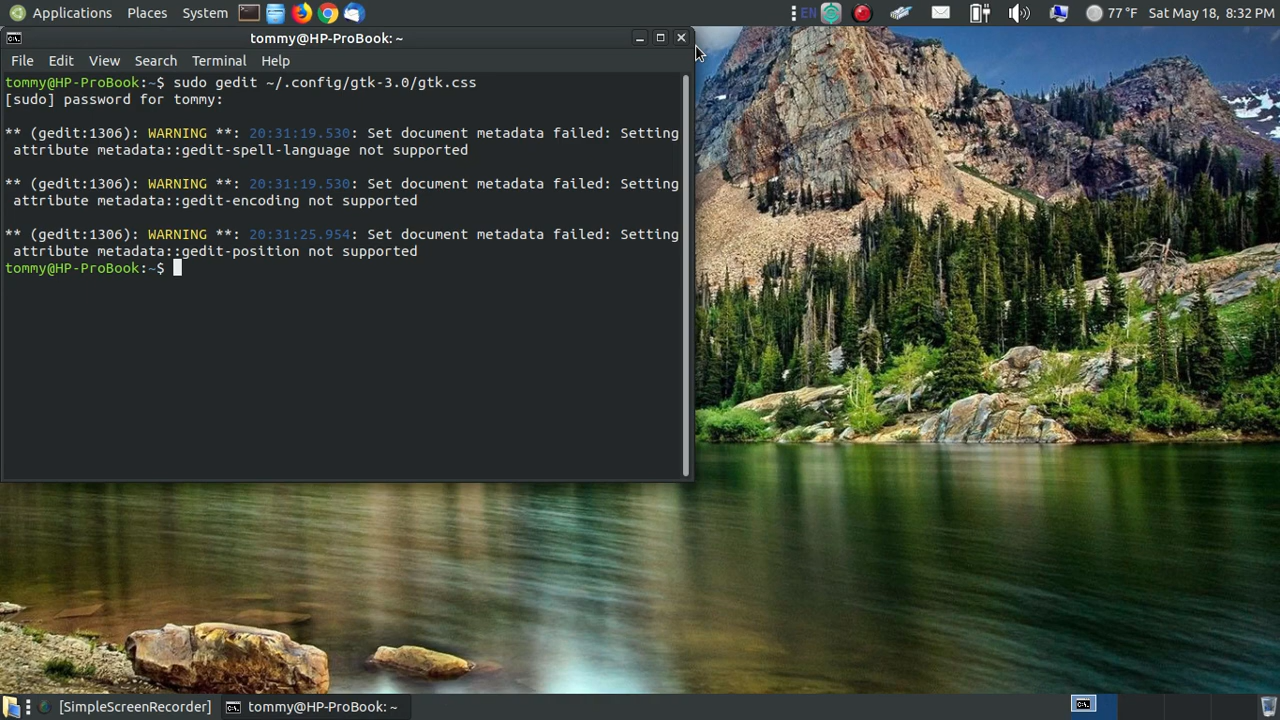 Applications Places System EN 77 °F Sat May 18, 8:32 PM
tommy@HP-ProBook: ~
File Edit View Search Terminal Help
tommy@HP-ProBook:~$ sudo gedit ~/.config/gtk-3.0/gtk.css
[sudo] password for tommy:
** (gedit:1306): WARNING **: 20:31:19.530: Set document metadata failed: Setting
attribute metadata::gedit-spell-language not supported
** (gedit:1306): WARNING **: 20:31:19.530: Set document metadata failed: Setting
attribute metadata::gedit-encoding not supported
** (gedit:1306): WARNING **: 20:31:25.954: Set document metadata failed: Setting
attribute metadata::gedit-position not supported
tommy@HP-ProBook:~$
[SimpleScreenRecorder] tommy@HP-ProBook: ~